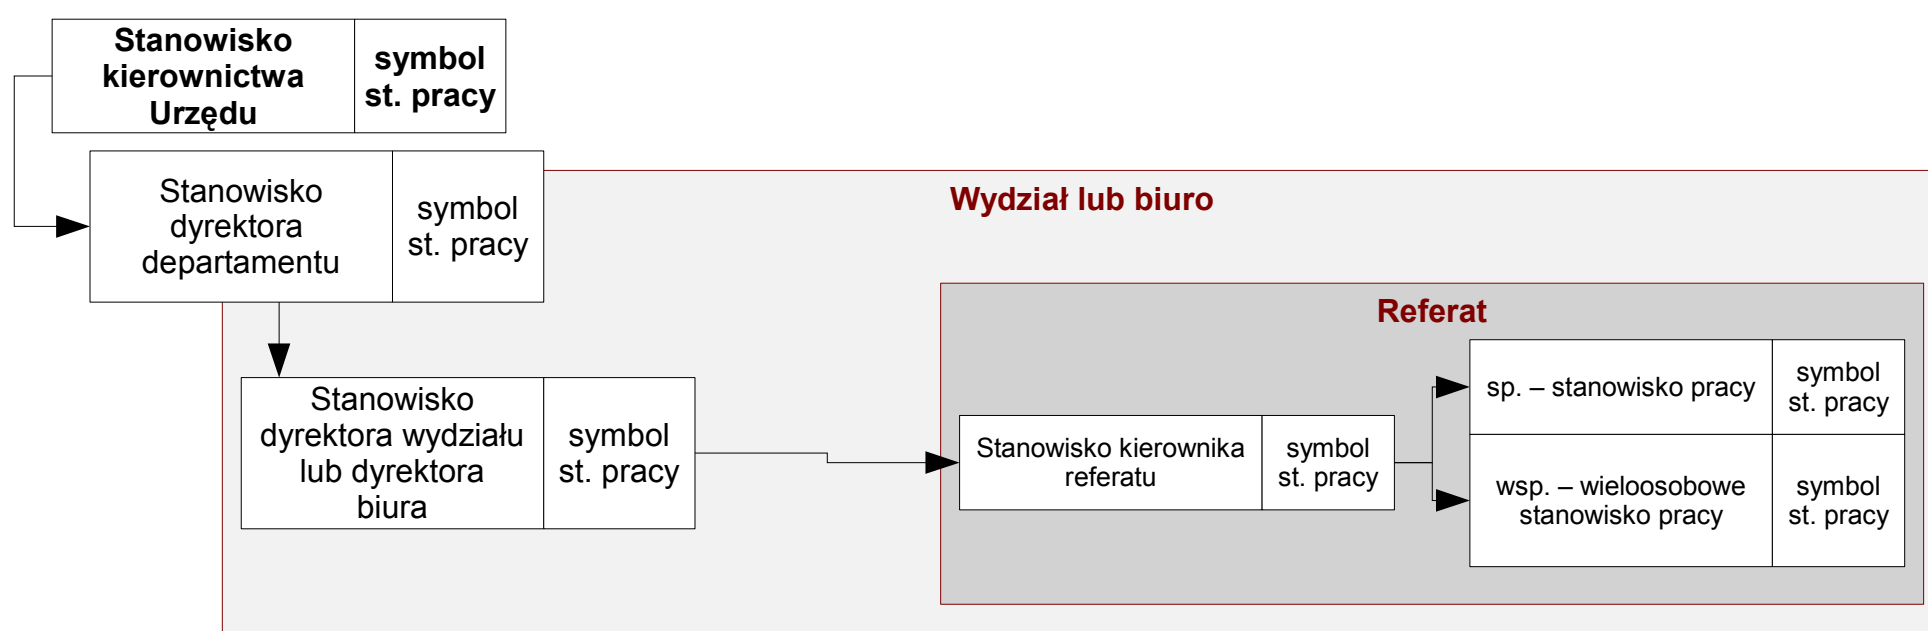 Stanowisko
kierownictwa
Urzędu
symbol
st. pracy
Stanowisko
dyrektora
departamentu
symbol
st. pracy
Wydział lub biuro
Stanowisko
dyrektora wydziału
lub dyrektora
biura
symbol
st. pracy
Referat
Stanowisko kierownika
referatu
symbol
st. pracy
sp. – stanowisko pracy
symbol
st. pracy
wsp. – wieloosobowe
stanowisko pracy
symbol
st. pracy